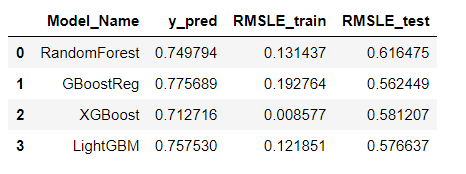 Model_Name y_pred RMSLE_train RMSLE_test
0 RandomForest 0.749794 0.131437 0.616475
1 GBoostReg 0.775689 0.192764 0.562449
2 XGBoost 0.712716 0.008577 0.581207
3 LightGBM 0.757530 0.121851 0.576637